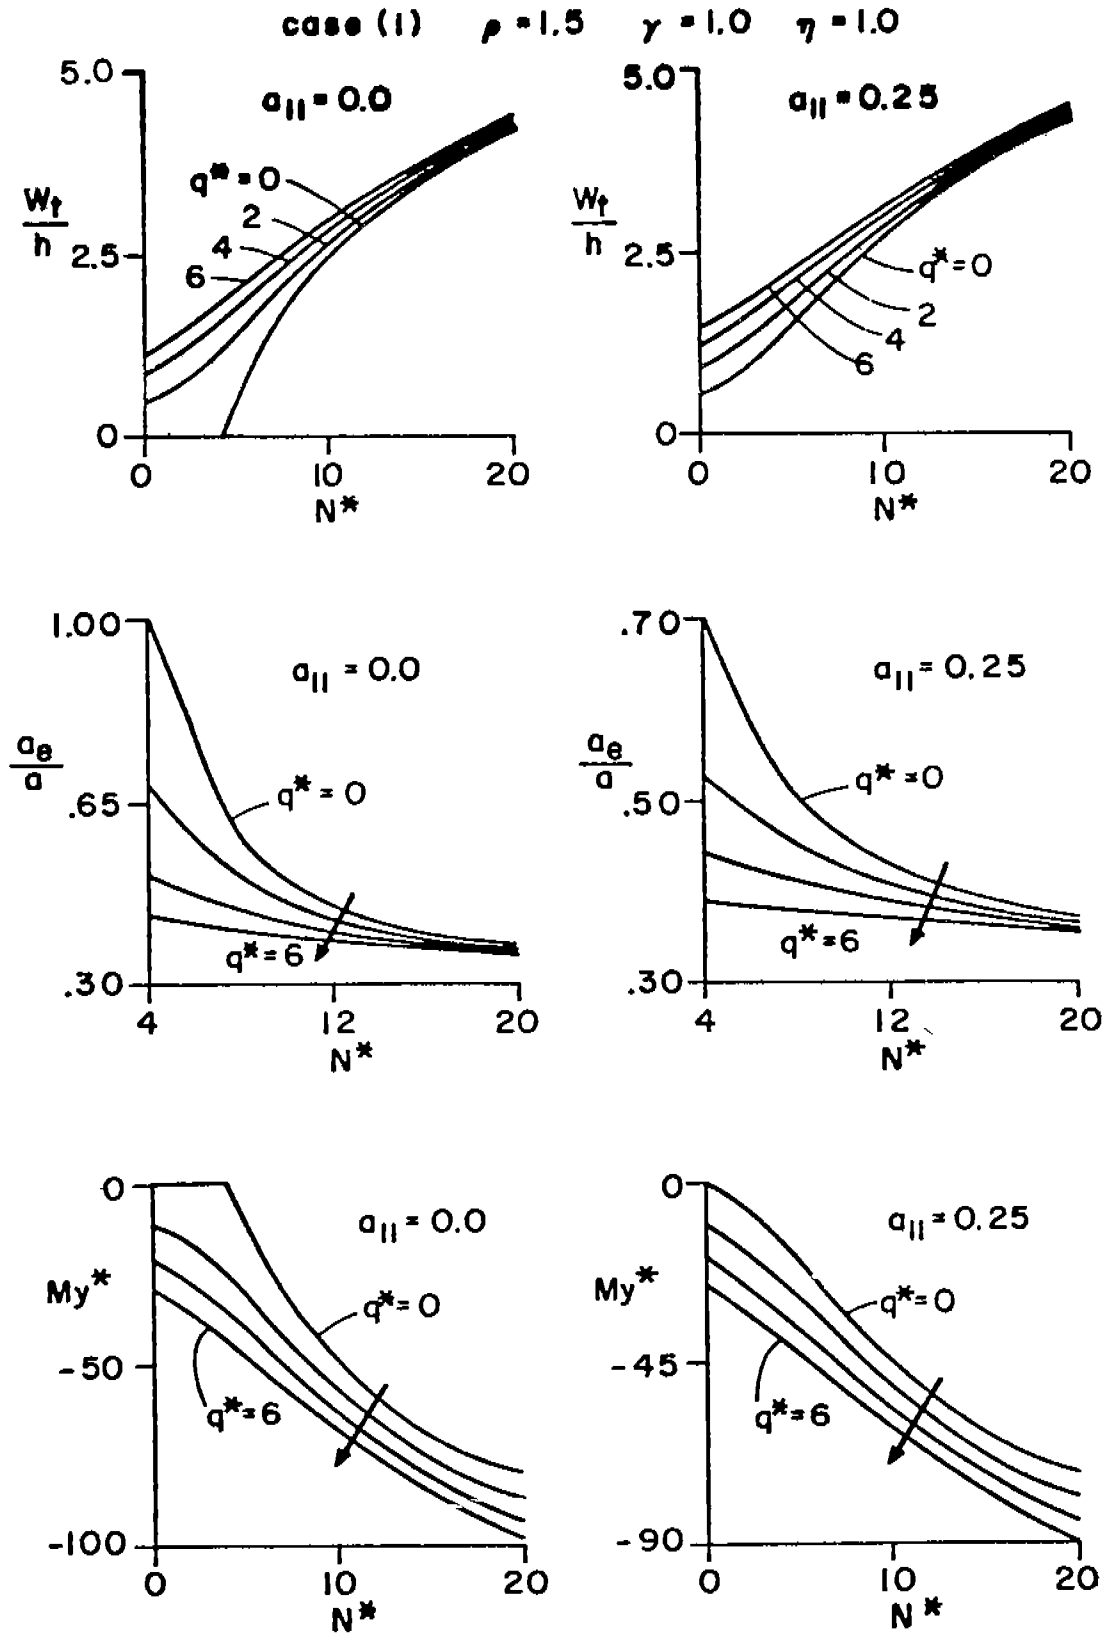 case (1) ρ = 1.5 γ = 1.0 η = 1.0
5.0
a11 = 0.0
q* = 0
2
4
6
Wt/h
2.5
0
0 10 20
N*
5.0
a11 = 0.25
Wt/h
2.5
q* = 0
2
4
6
0
0 10 20
N*
1.00
a11 = 0.0
ae/a
q* = 0
.65
q* = 6
.30
4 12 20
N*
.70
a11 = 0.25
ae/a
q* = 0
.50
q* = 6
.30
4 12 20
N*
0
a11 = 0.0
My*
q* = 0
-50
q* = 6
-100
0 10 20
N*
0
a11 = 0.25
My*
q* = 0
-45
q* = 6
-90
0 10 20
N*